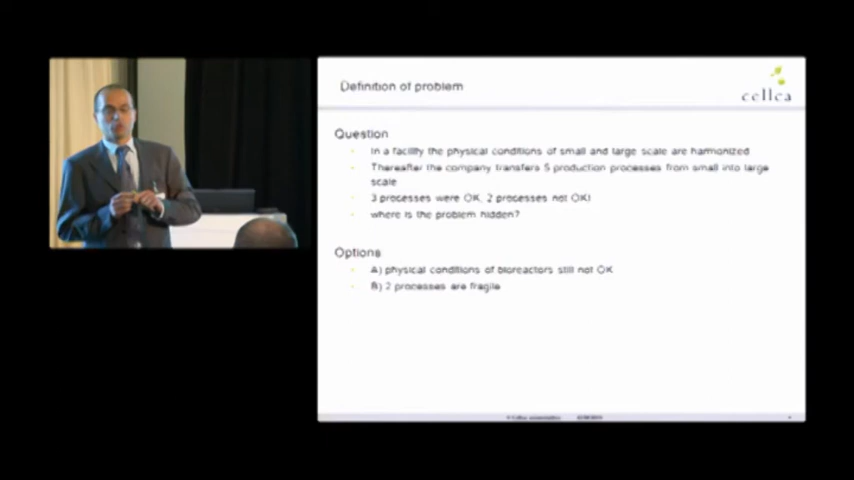 Definition of problem
cellca
Question
In a facility the physical conditions of small and large scale are harmonized
Thereafter the company transfers 5 production processes from small into large
scale
3 processes were OK, 2 processes not OK!
where is the problem hidden?
Options
A) physical conditions of bioreactors still not OK
B) 2 processes are fragile